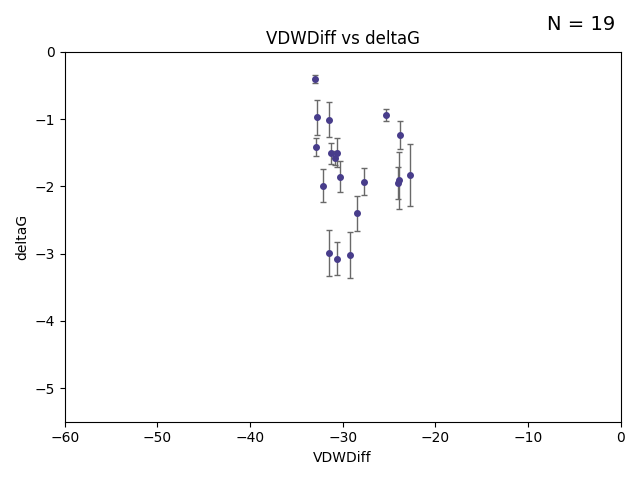 N = 19
VDWDiff vs deltaG
0
−1
−2
−3
−4
−5
deltaG
−60 −50 −40 −30 −20 −10 0
VDWDiff